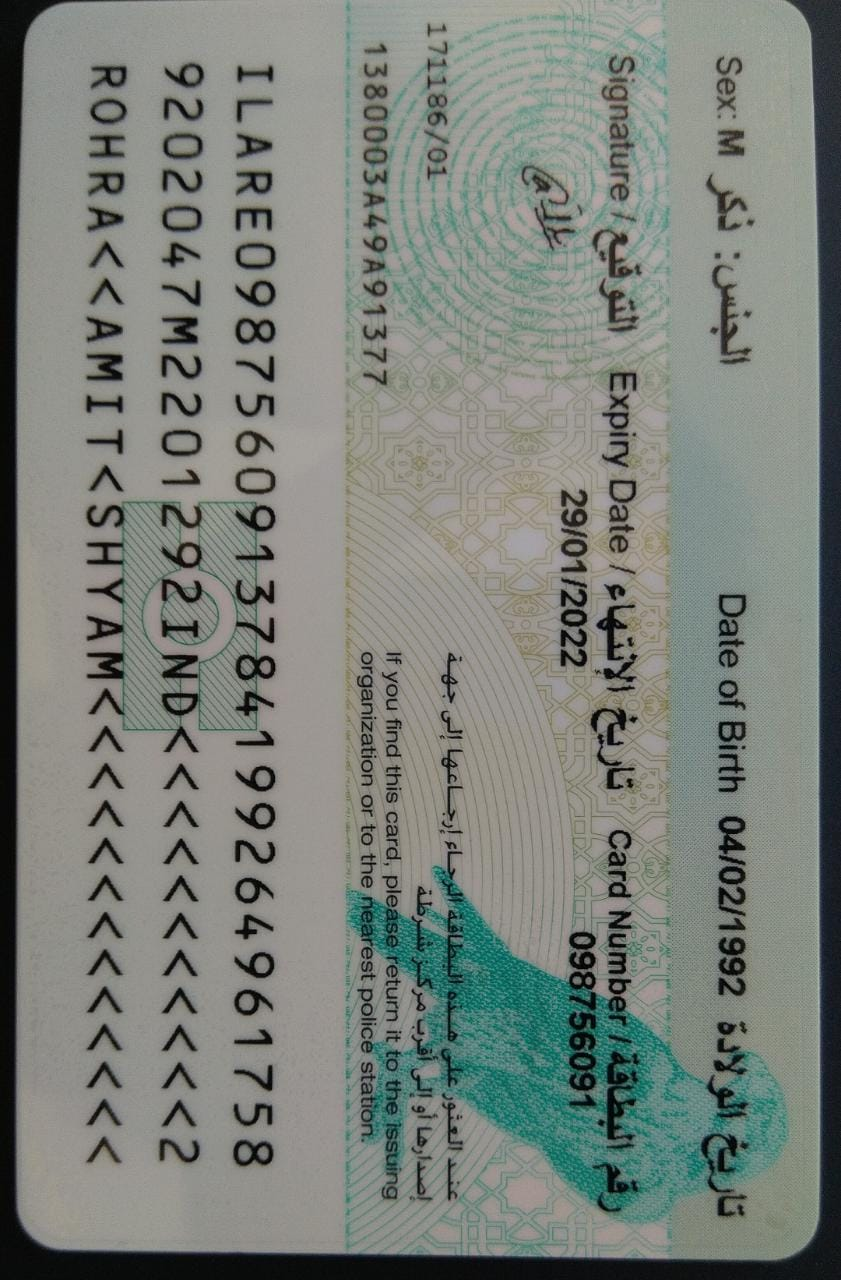 Sex: M الجنس: ذكر
Date of Birth 04/02/1992 تاريخ الولادة
Signature / التوقيع
Expiry Date / تاريخ الإنتهاء
29/01/2022
Card Number / رقم البطاقة
098756091
171186/01
1380003A49A91377
عند العثور على هذه البطاقة الرجاء إرجاعها إلى جهة
إصدارها أو إلى أقرب مركز شرطة
If you find this card, please return it to the issuing
organization or to the nearest police station.
ILARE0987560913784199264961758
9202047M2201292IND<<<<<<<<<<<2
ROHRA<<AMIT<SHYAM<<<<<<<<<<<<<